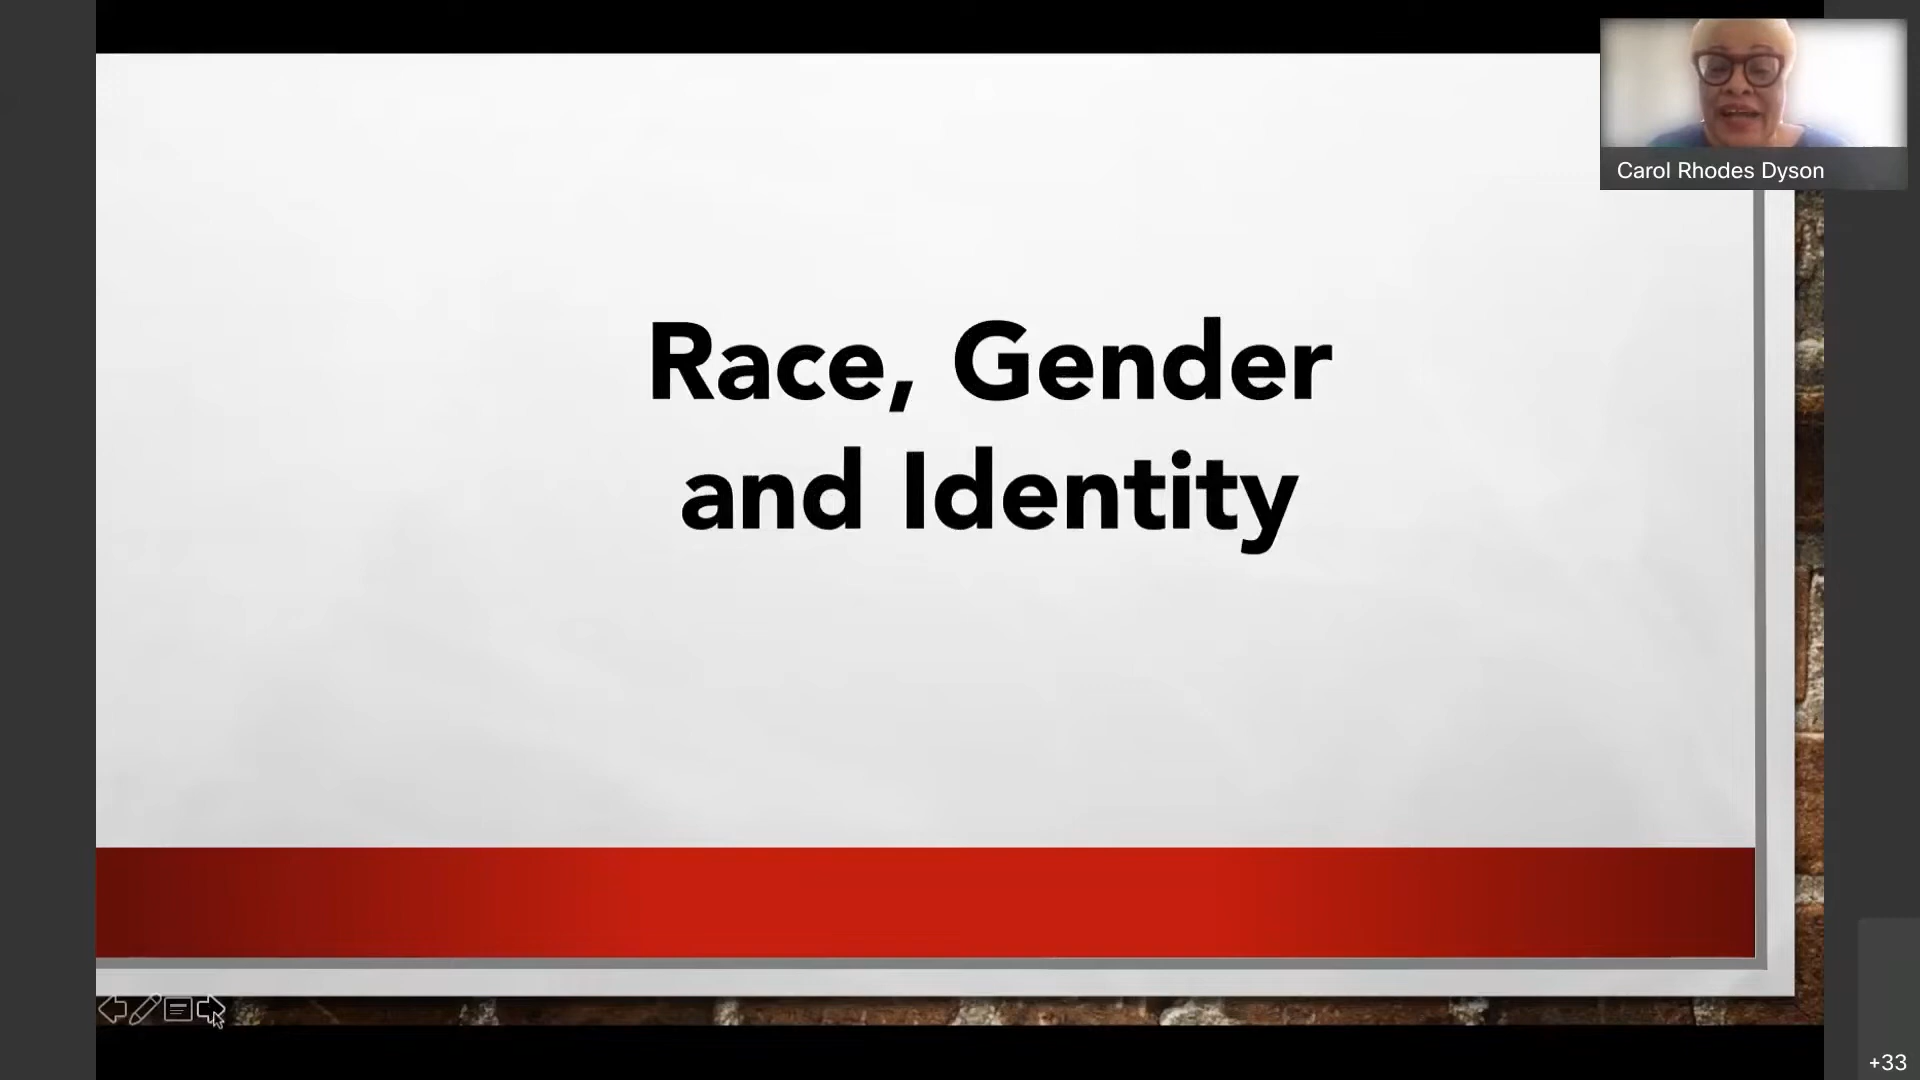 Carol Rhodes Dyson
Race, Gender
and Identity
+33